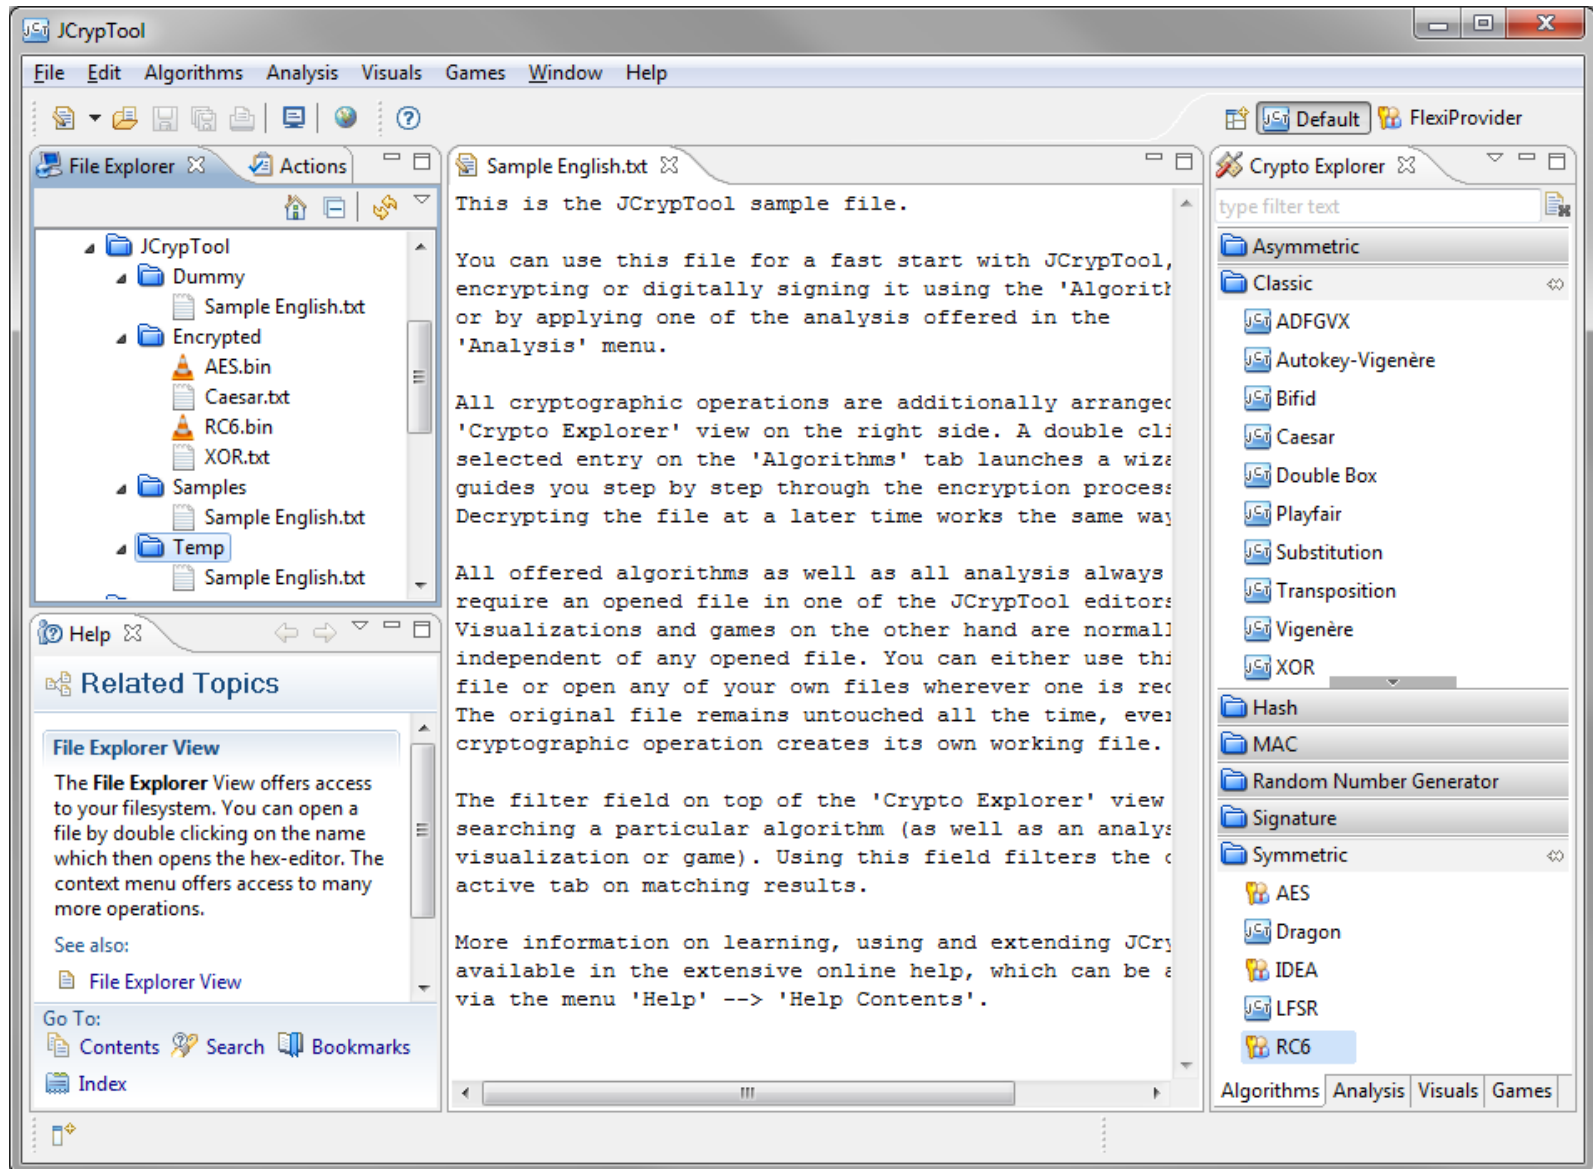 JCrypTool
File Edit Algorithms Analysis Visuals Games Window Help
Default FlexiProvider
File Explorer Actions
JCrypTool
Dummy
Sample English.txt
Encrypted
AES.bin
Caesar.txt
RC6.bin
XOR.txt
Samples
Sample English.txt
Temp
Sample English.txt
Help
Related Topics
File Explorer View
The File Explorer View offers access
to your filesystem. You can open a
file by double clicking on the name
which then opens the hex-editor. The
context menu offers access to many
more operations.
See also:
File Explorer View
Go To:
Contents Search Bookmarks
Index
Sample English.txt
This is the JCrypTool sample file.
You can use this file for a fast start with JCrypTool,
encrypting or digitally signing it using the 'Algorith
or by applying one of the analysis offered in the
'Analysis' menu.
All cryptographic operations are additionally arranged
'Crypto Explorer' view on the right side. A double cli
selected entry on the 'Algorithms' tab launches a wiza
guides you step by step through the encryption process
Decrypting the file at a later time works the same way
All offered algorithms as well as all analysis always
require an opened file in one of the JCrypTool editors
Visualizations and games on the other hand are normall
independent of any opened file. You can either use thi
file or open any of your own files wherever one is rec
The original file remains untouched all the time, ever
cryptographic operation creates its own working file.
The filter field on top of the 'Crypto Explorer' view
searching a particular algorithm (as well as an analys
visualization or game). Using this field filters the c
active tab on matching results.
More information on learning, using and extending JCry
available in the extensive online help, which can be a
via the menu 'Help' --> 'Help Contents'.
Crypto Explorer
type filter text
Asymmetric
Classic
ADFGVX
Autokey-Vigenère
Bifid
Caesar
Double Box
Playfair
Substitution
Transposition
Vigenère
XOR
Hash
MAC
Random Number Generator
Signature
Symmetric
AES
Dragon
IDEA
LFSR
RC6
Algorithms Analysis Visuals Games